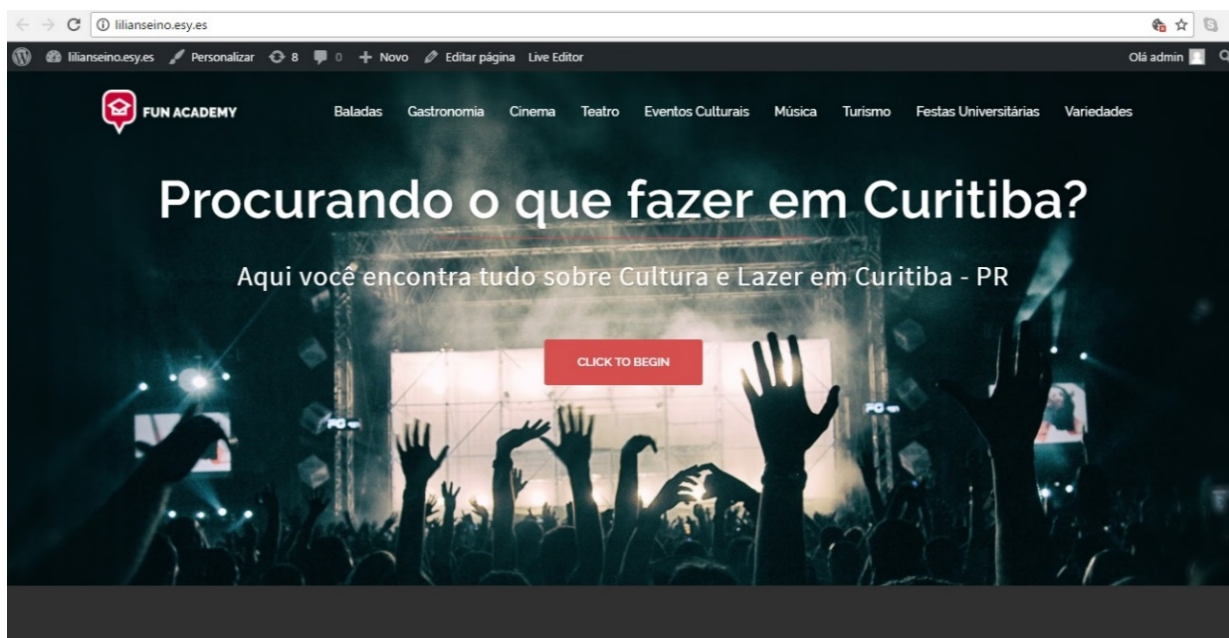 lilianseino.esy.es
lilianseino.esy.es Personalizar 8 0 + Novo Editar página Live Editor Olá admin
FUN ACADEMY Baladas Gastronomia Cinema Teatro Eventos Culturais Música Turismo Festas Universitárias Variedades
Procurando o que fazer em Curitiba?
Aqui você encontra tudo sobre Cultura e Lazer em Curitiba - PR
CLICK TO BEGIN